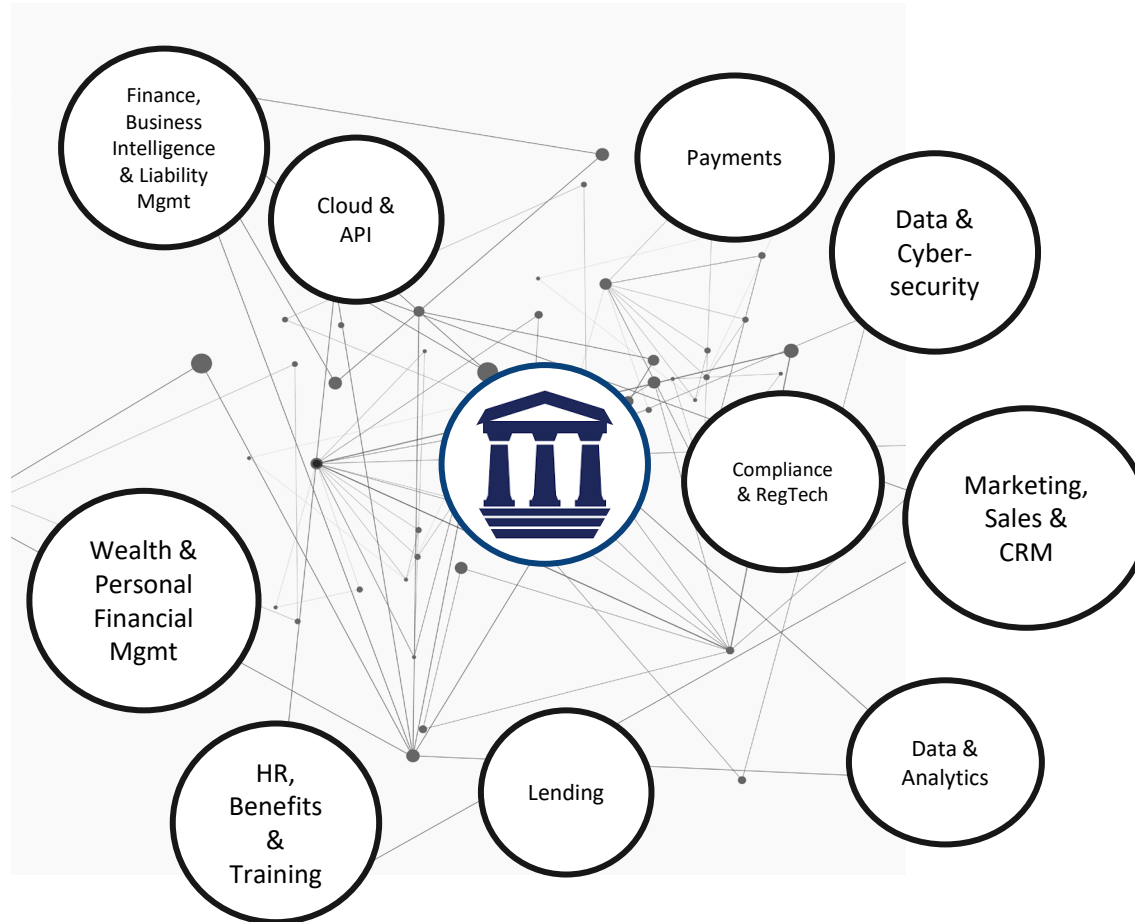 Finance,
Business
Intelligence
& Liability
Mgmt
Cloud &
API
Payments
Data &
Cyber-
security
Compliance
& RegTech
Marketing,
Sales &
CRM
Wealth &
Personal
Financial
Mgmt
HR,
Benefits
&
Training
Lending
Data &
Analytics